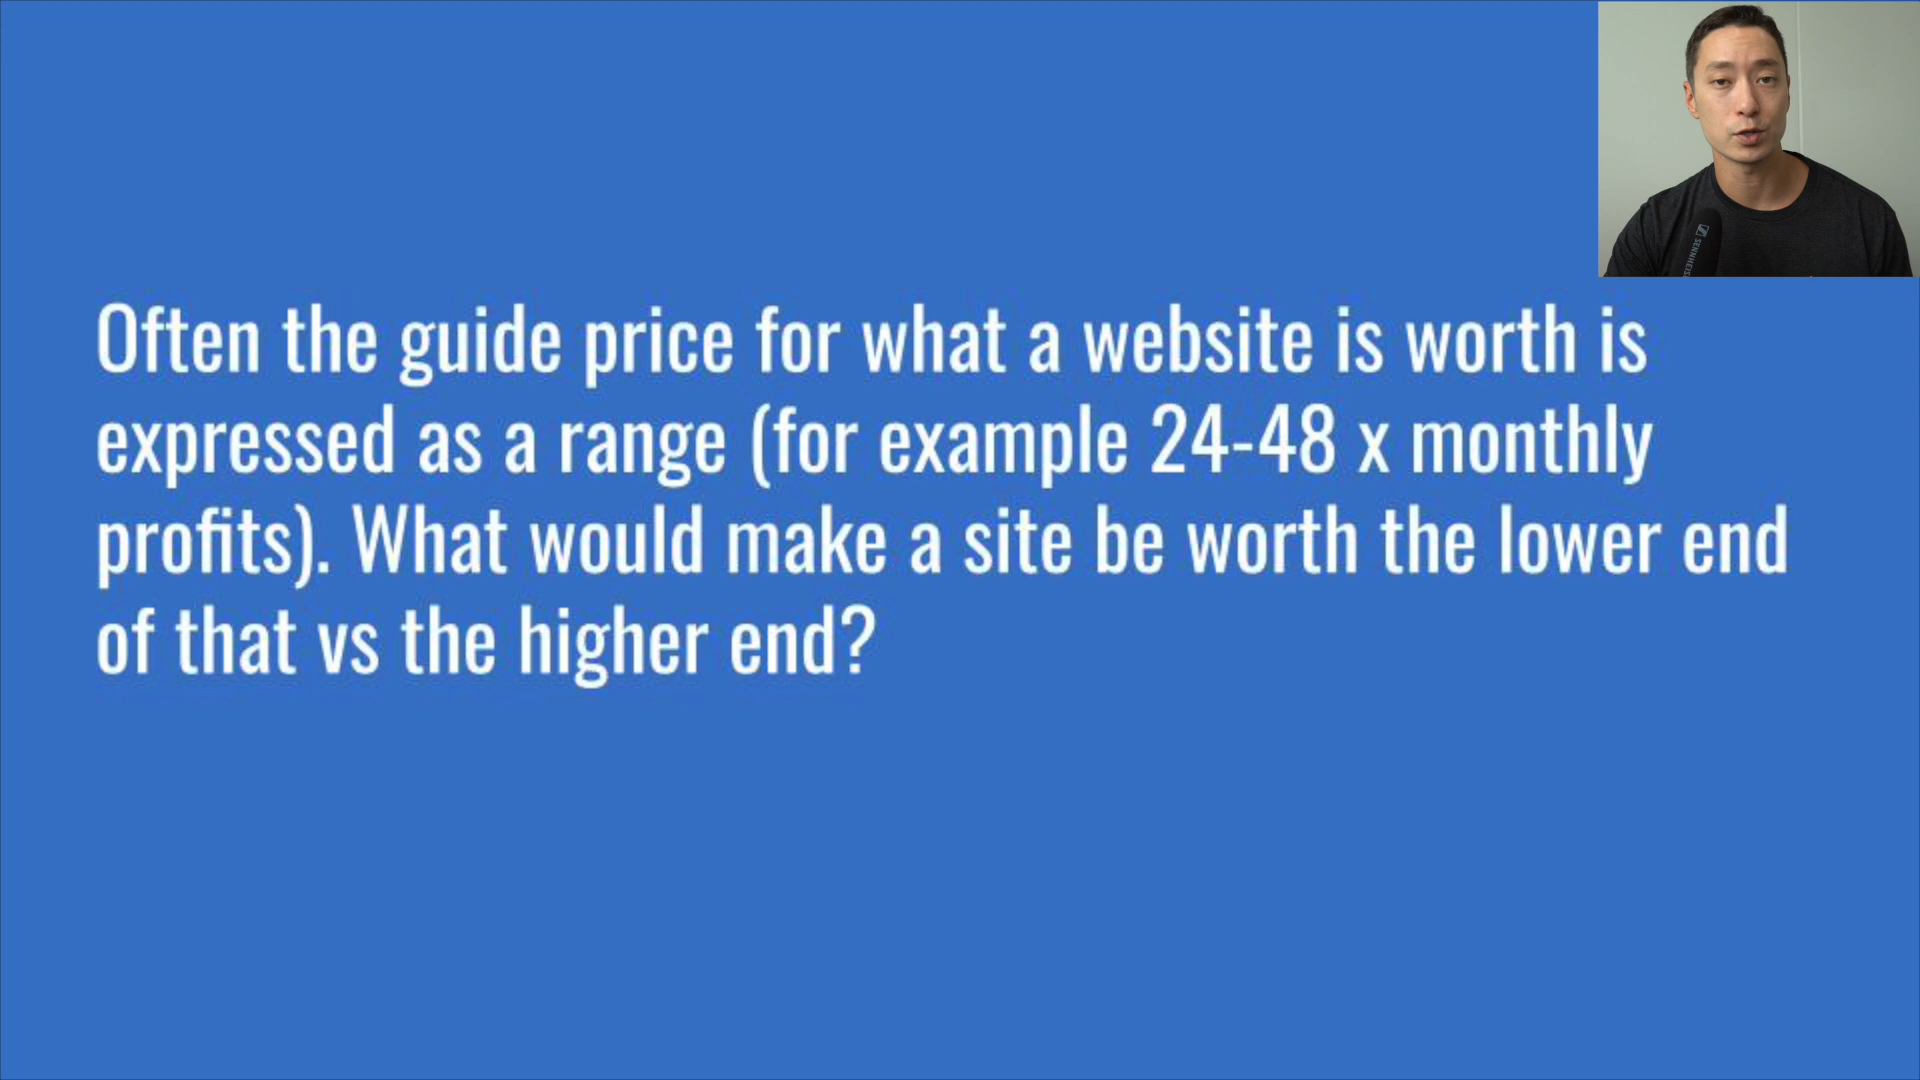 Often the guide price for what a website is worth is
expressed as a range (for example 24-48 x monthly
profits). What would make a site be worth the lower end
of that vs the higher end?
SENNHEIS